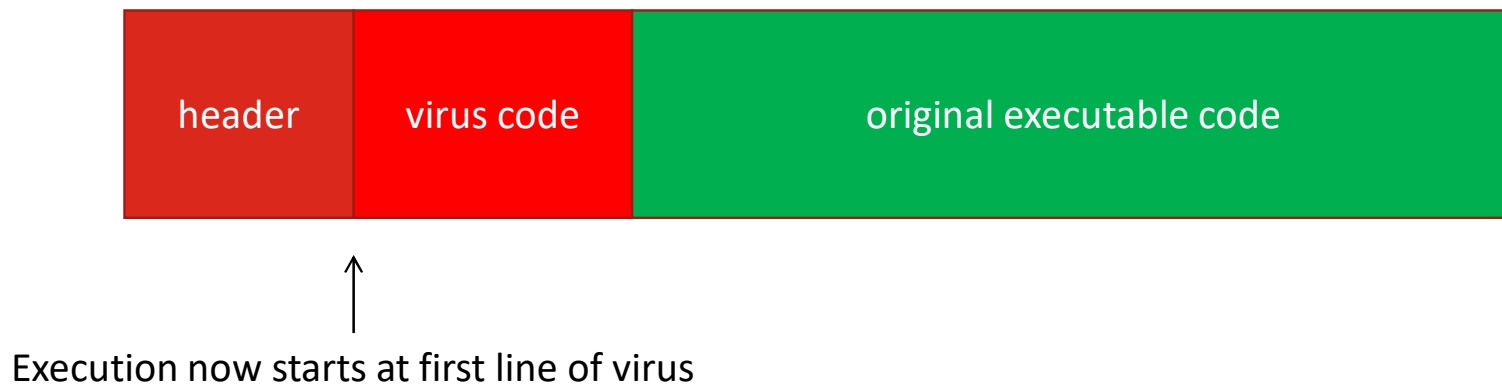 header virus code original executable code
Execution now starts at first line of virus